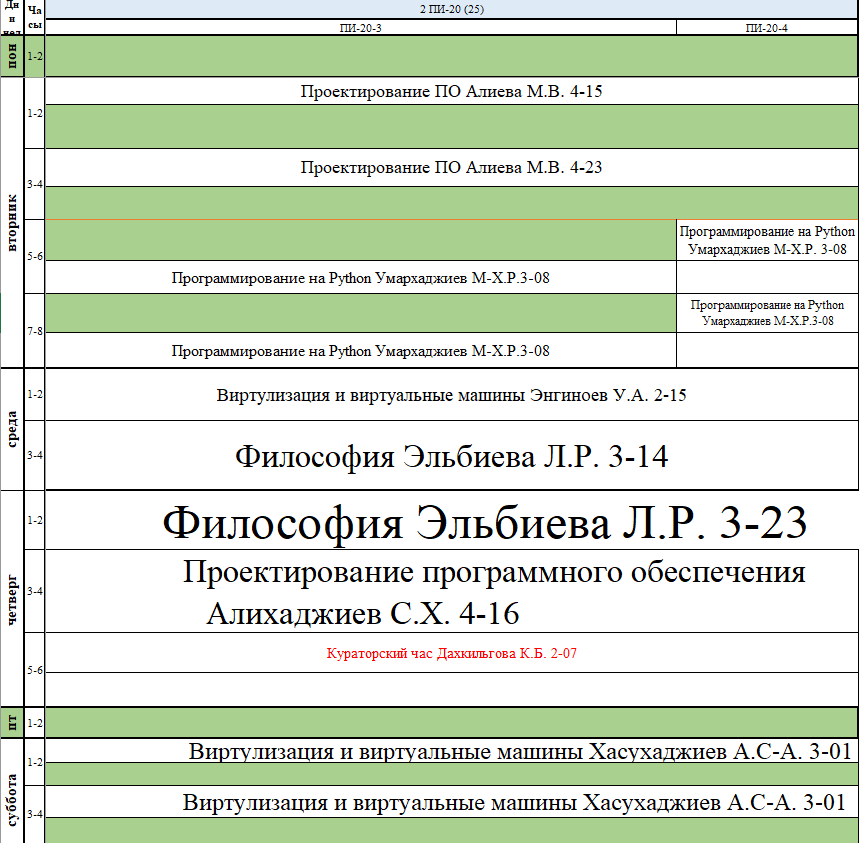 Дн
и
нед
Ча
сы
2 ПИ-20 (25)
ПИ-20-3
ПИ-20-4
пон
1-2
вторник
1-2
Проектирование ПО Алиева М.В. 4-15
3-4
Проектирование ПО Алиева М.В. 4-23
5-6
Программирование на Python
Умархаджиев М-Х.Р. 3-08
Программирование на Python Умархаджиев М-Х.Р.3-08
7-8
Программирование на Python
Умархаджиев М-Х.Р.3-08
Программирование на Python Умархаджиев М-Х.Р.3-08
среда
1-2
Виртулизация и виртуальные машины Энгиноев У.А. 2-15
3-4
Философия Эльбиева Л.Р. 3-14
четверг
1-2
Философия Эльбиева Л.Р. 3-23
3-4
Проектирование программного обеспечения
Алихаджиев С.Х. 4-16
5-6
Кураторский час Дахкильгова К.Б. 2-07
пт
1-2
суббота
1-2
Виртулизация и виртуальные машины Хасухаджиев А.С-А. 3-01
3-4
Виртулизация и виртуальные машины Хасухаджиев А.С-А. 3-01